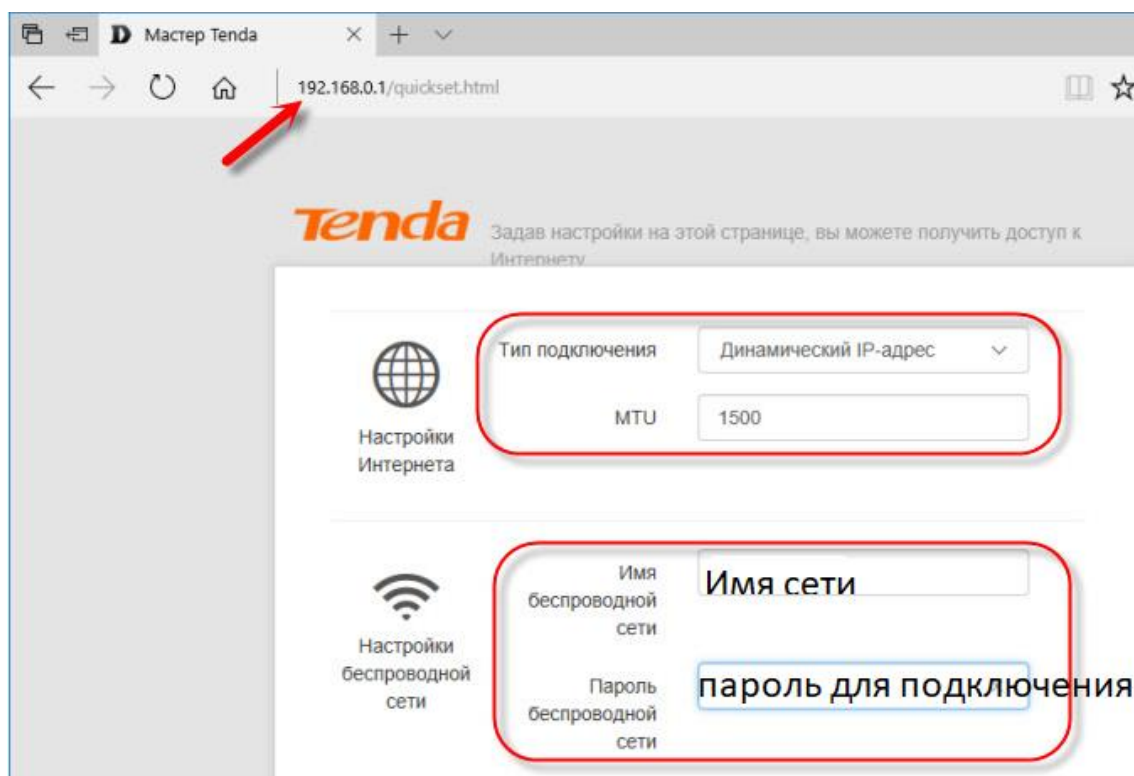 Мастер Tenda
192.168.0.1/quickset.html
Tenda
Задав настройки на этой странице, вы можете получить доступ к
Интернету
Настройки
Интернета
Тип подключения
Динамический IP-адрес
MTU
1500
Настройки
беспроводной
сети
Имя
беспроводной
сети
Имя сети
Пароль
беспроводной
сети
пароль для подключения